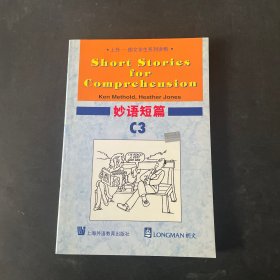 Short Stories
for
Comprehension
Ken Methold, Heather Jones
妙语短篇
C3
上海外语教育出版社
LONGMAN 朗文